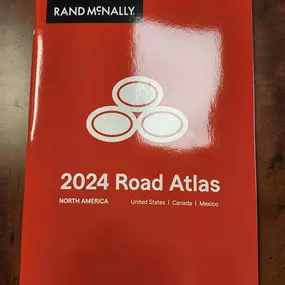 RAND McNALLY
2024 Road Atlas
NORTH AMERICA United States | Canada | Mexico